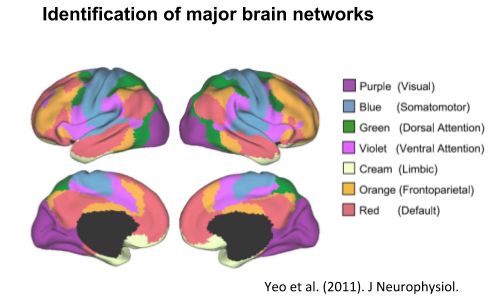 Identification of major brain networks
Purple (Visual)
Blue (Somatomotor)
Green (Dorsal Attention)
Violet (Ventral Attention)
Cream (Limbic)
Orange (Frontoparietal)
Red (Default)
Yeo et al. (2011). J Neurophysiol.